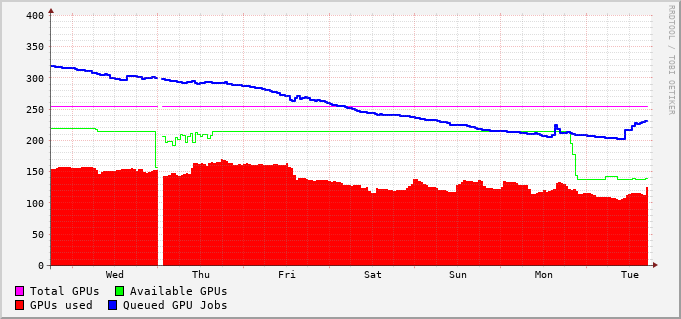 RRDTOOL / TOBI OETIKER
400
350
300
250
200
150
100
50
0
Wed Thu Fri Sat Sun Mon Tue
Total GPUs Available GPUs
GPUs used Queued GPU Jobs